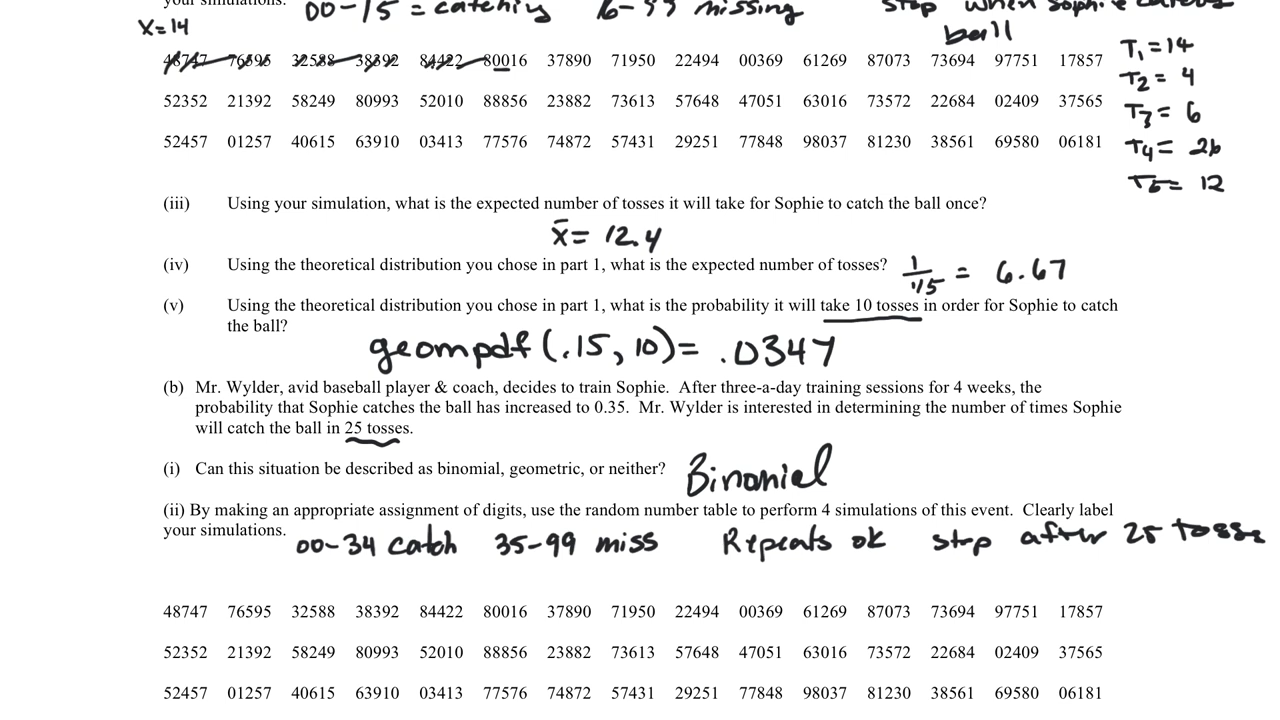 your simulations. 00-15 = catching 16-99 missing stop when Sophie catches
ball
X=14
48747 76595 32588 38392 84422 80016 37890 71950 22494 00369 61269 87073 73694 97751 17857
T1 = 14
T2 = 4
52352 21392 58249 80993 52010 88856 23882 73613 57648 47051 63016 73572 22684 02409 37565
T3 = 6
52457 01257 40615 63910 03413 77576 74872 57431 29251 77848 98037 81230 38561 69580 06181
T4 = 26
T5 = 12
(iii) Using your simulation, what is the expected number of tosses it will take for Sophie to catch the ball once?
x̄ = 12.4
(iv) Using the theoretical distribution you chose in part 1, what is the expected number of tosses? 1/.15 = 6.67
(v) Using the theoretical distribution you chose in part 1, what is the probability it will take 10 tosses in order for Sophie to catch
the ball?
geompdf (.15, 10) = .0347
(b) Mr. Wylder, avid baseball player & coach, decides to train Sophie. After three-a-day training sessions for 4 weeks, the
probability that Sophie catches the ball has increased to 0.35. Mr. Wylder is interested in determining the number of times Sophie
will catch the ball in 25 tosses.
(i) Can this situation be described as binomial, geometric, or neither? Binomial
(ii) By making an appropriate assignment of digits, use the random number table to perform 4 simulations of this event. Clearly label
your simulations. 00-34 catch 35-99 miss Repeats ok stop after 25 tosses
48747 76595 32588 38392 84422 80016 37890 71950 22494 00369 61269 87073 73694 97751 17857
52352 21392 58249 80993 52010 88856 23882 73613 57648 47051 63016 73572 22684 02409 37565
52457 01257 40615 63910 03413 77576 74872 57431 29251 77848 98037 81230 38561 69580 06181